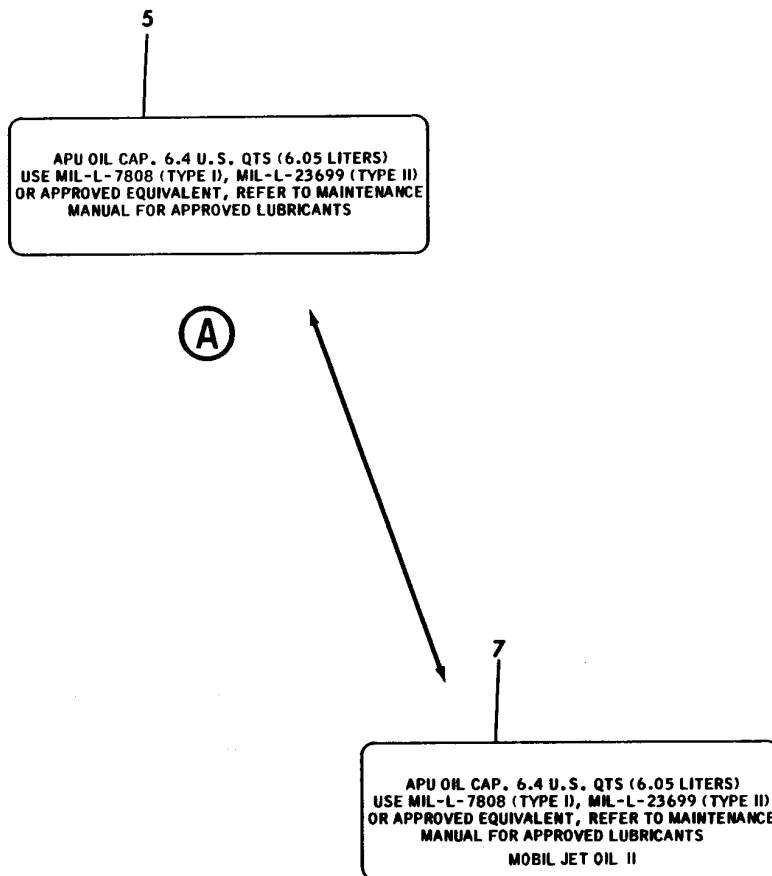 5
APU OIL CAP. 6.4 U.S. QTS (6.05 LITERS)
USE MIL-L-7808 (TYPE I), MIL-L-23699 (TYPE II)
OR APPROVED EQUIVALENT, REFER TO MAINTENANCE
MANUAL FOR APPROVED LUBRICANTS
A
7
APU OIL CAP. 6.4 U.S. QTS (6.05 LITERS)
USE MIL-L-7808 (TYPE I), MIL-L-23699 (TYPE II)
OR APPROVED EQUIVALENT, REFER TO MAINTENANCE
MANUAL FOR APPROVED LUBRICANTS
MOBIL JET OIL II